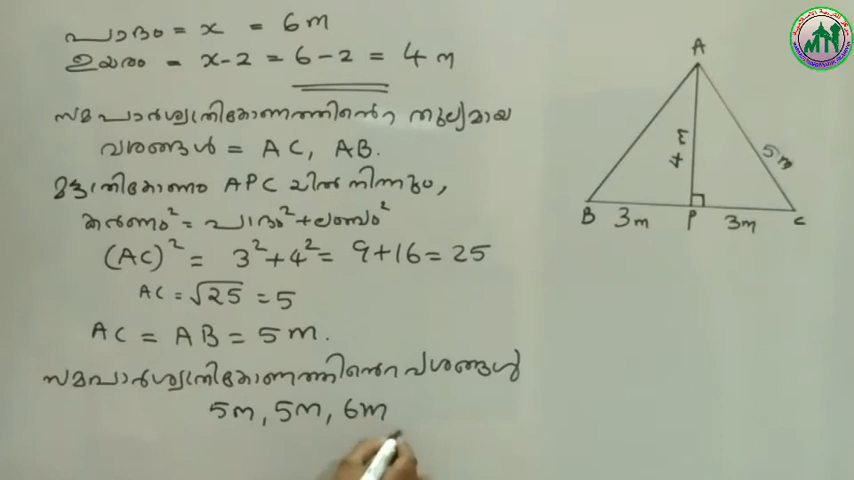 പാദം = x = 6m
ഉയരം = x-2 = 6-2 = 4m
സമപാർശ്വത്രികോണത്തിന്റെ തുല്യമായ
വശങ്ങൾ = AC, AB.
മട്ടത്രികോണം APC യിൽ നിന്നും,
കർണം² = പാദം² + ലംബം²
(AC)² = 3² + 4² = 9+16 = 25
AC = √25 = 5
AC = AB = 5m.
സമപാർശ്വത്രികോണത്തിന്റെ വശങ്ങൾ
5m, 5m, 6m
A
4m
5m
B 3m P 3m C
MT